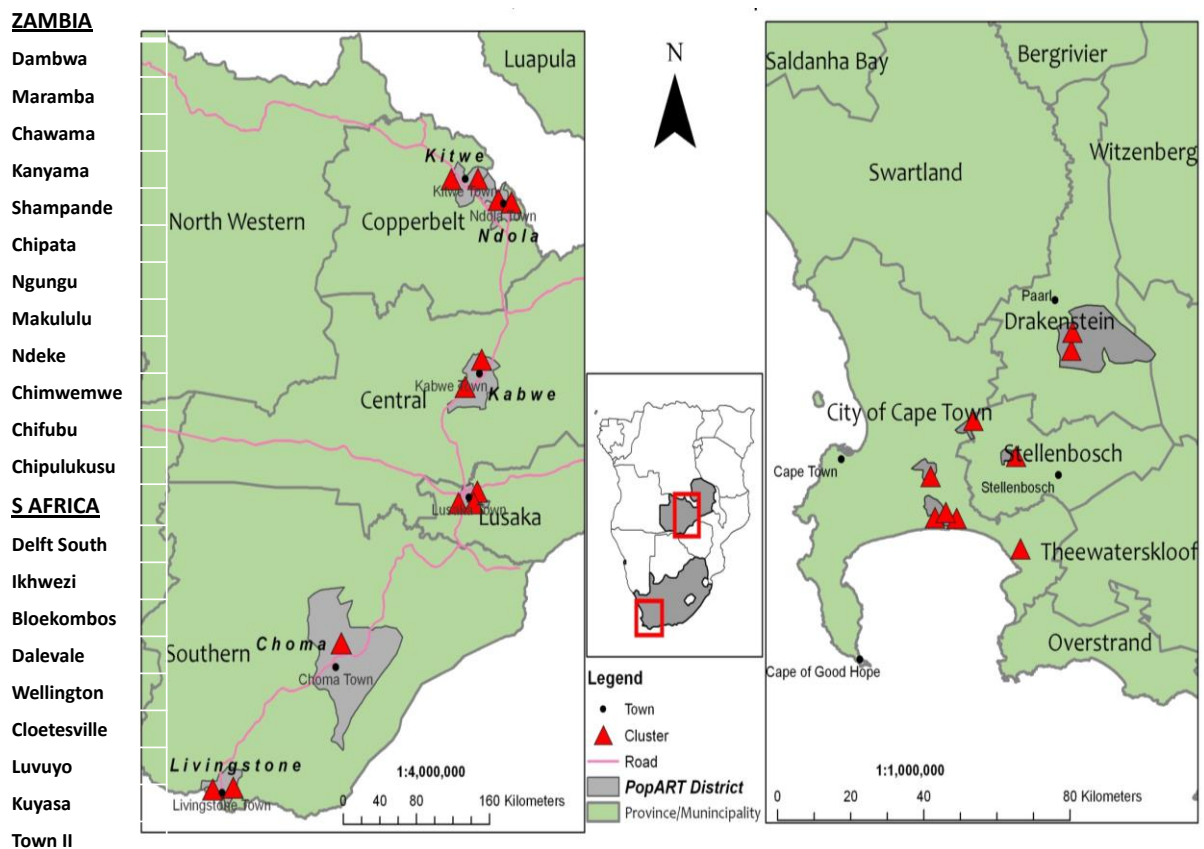 ZAMBIA
Dambwa
Maramba
Chawama
Kanyama
Shampande
Chipata
Ngungu
Makululu
Ndeke
Chimwemwe
Chifubu
Chipulukusu
S AFRICA
Delft South
Ikhwezi
Bloekombos
Dalevale
Wellington
Cloetesville
Luvuyo
Kuyasa
Town II
Luapula
Kitwe
Kitwe Town
Ndola Town
Ndola
North Western
Copperbelt
Kabwe Town
Kabwe
Central
Lusaka Town
Lusaka
Choma
Choma Town
Southern
Livingstone
Livingstone Town
1:4,000,000
0 40 80 160 Kilometers
N
Legend
Town
Cluster
Road
PopART District
Province/Munincipality
Saldanha Bay
Bergrivier
Witzenberg
Swartland
Paarl
Drakenstein
City of Cape Town
Cape Town
Stellenbosch
Stellenbosch
Theewaterskloof
Overstrand
Cape of Good Hope
1:1,000,000
0 20 40 80 Kilometers